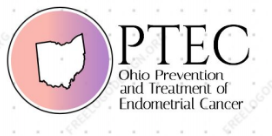 PTEC
Ohio Prevention
and Treatment of
Endometrial Cancer